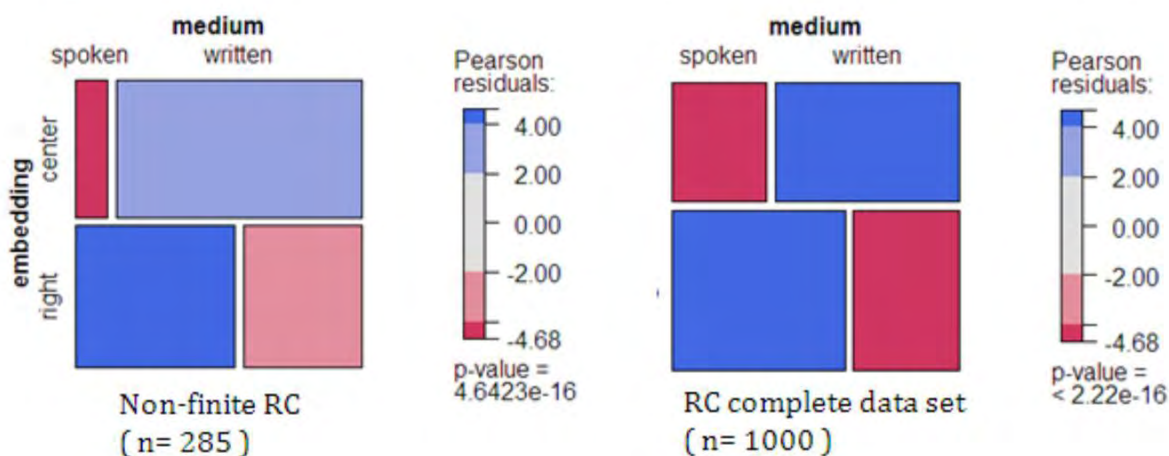 medium
spoken written
embedding
center
right
Pearson
residuals:
4.00
2.00
0.00
-2.00
-4.68
p-value =
4.6423e-16
Non-finite RC
( n= 285 )
medium
spoken written
Pearson
residuals:
4.00
2.00
0.00
-2.00
-4.68
p-value =
< 2.22e-16
RC complete data set
( n= 1000 )